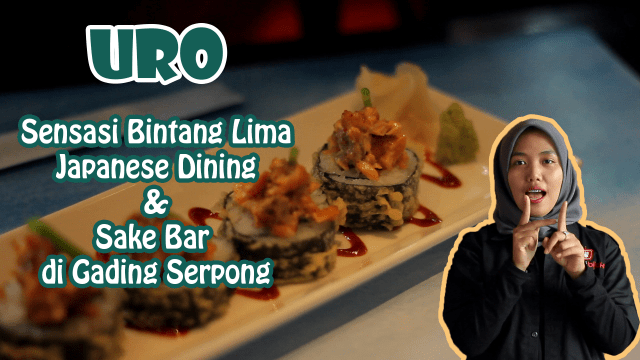 URO
Sensasi Bintang Lima
Japanese Dining
&
Sake Bar
di Gading Serpong